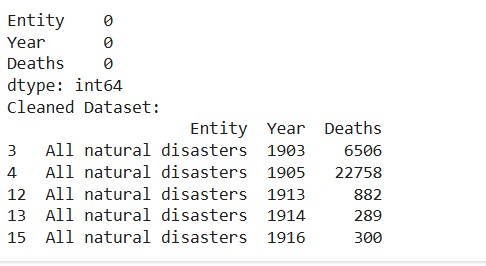 Entity    0
Year      0
Deaths    0
dtype: int64
Cleaned Dataset:
                   Entity  Year  Deaths
3   All natural disasters  1903    6506
4   All natural disasters  1905   22758
12  All natural disasters  1913     882
13  All natural disasters  1914     289
15  All natural disasters  1916     300